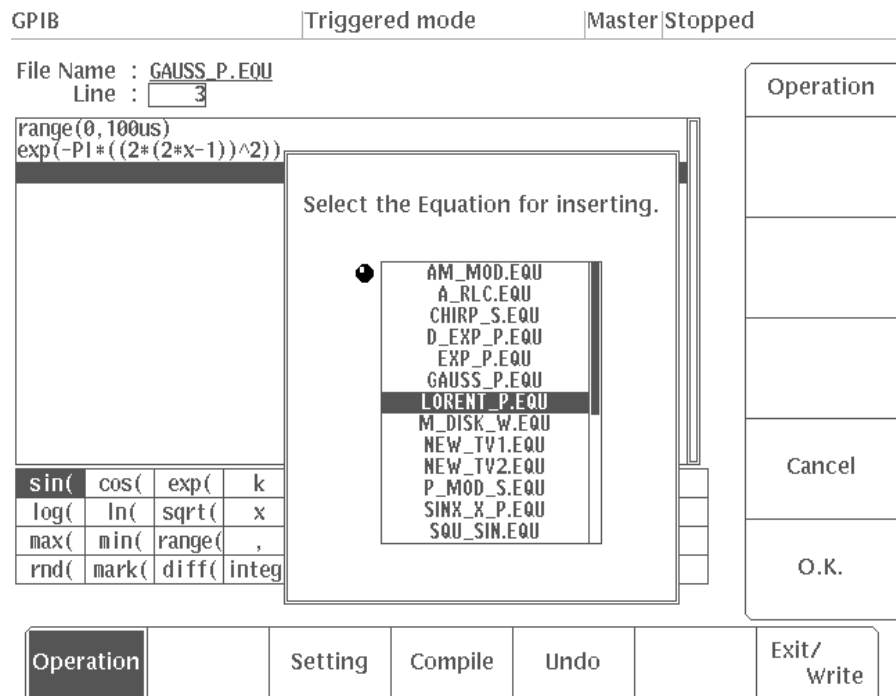 GPIB Triggered mode Master Stopped
File Name : GAUSS_P.EQU
Line : 3
range(0,100us)
exp(-PI*((2*(2*x-1))^2))
Select the Equation for inserting.
AM_MOD.EQU
A_RLC.EQU
CHIRP_S.EQU
D_EXP_P.EQU
EXP_P.EQU
GAUSS_P.EQU
LORENT_P.EQU
M_DISK_W.EQU
NEW_TV1.EQU
NEW_TV2.EQU
P_MOD_S.EQU
SINX_X_P.EQU
SQU_SIN.EQU
sin( cos( exp( k
log( ln( sqrt( x
max( min( range( ,
rnd( mark( diff( integ
Operation
Cancel
O.K.
Operation Setting Compile Undo Exit/
Write